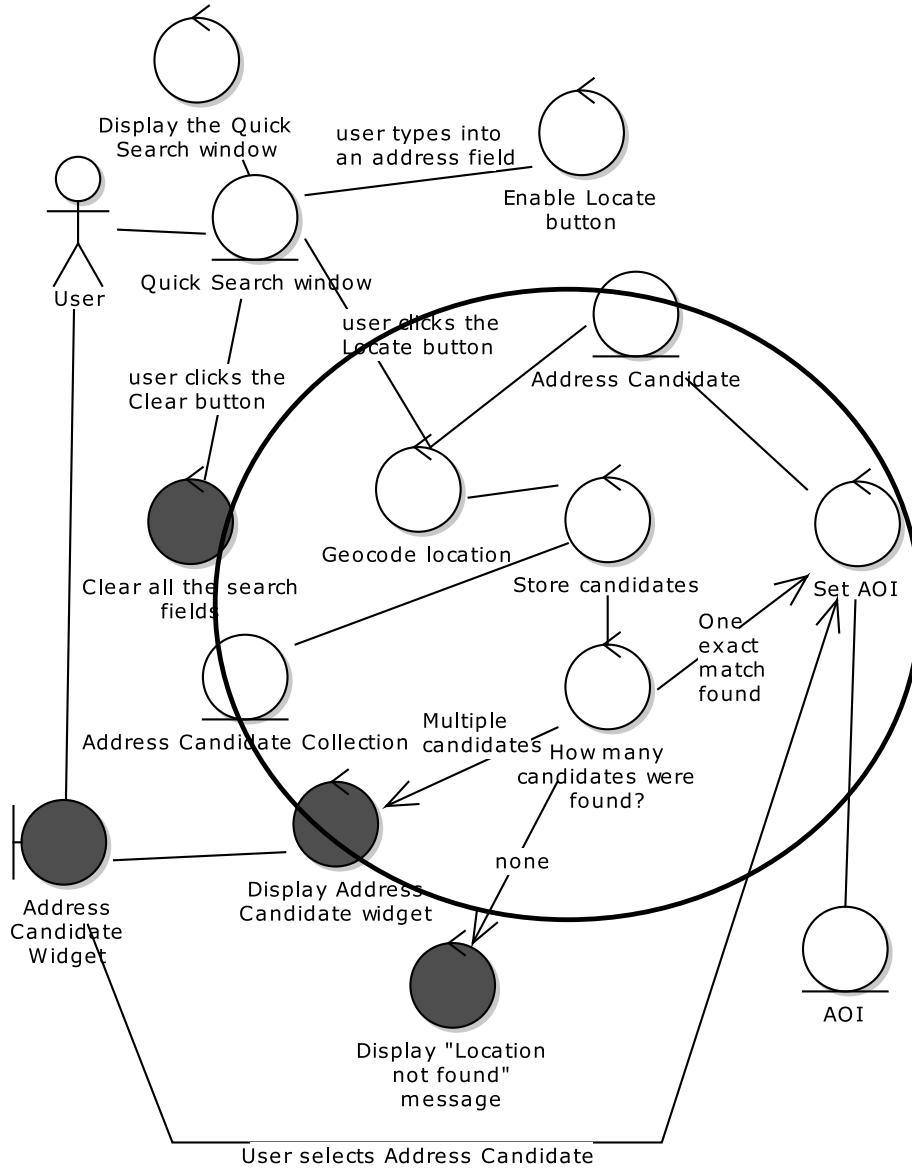 Display the Quick
Search window
user types into
an address field
Enable Locate
button
User
Quick Search window
user clicks the
Locate button
Address Candidate
user clicks the
Clear button
Geocode location
Store candidates
Clear all the search
fields
Set AOI
One
exact
match
found
Address Candidate Collection
Multiple
candidates
How many
candidates were
found?
none
Display Address
Candidate widget
Address
Candidate
Widget
AOI
Display "Location
not found"
message
User selects Address Candidate